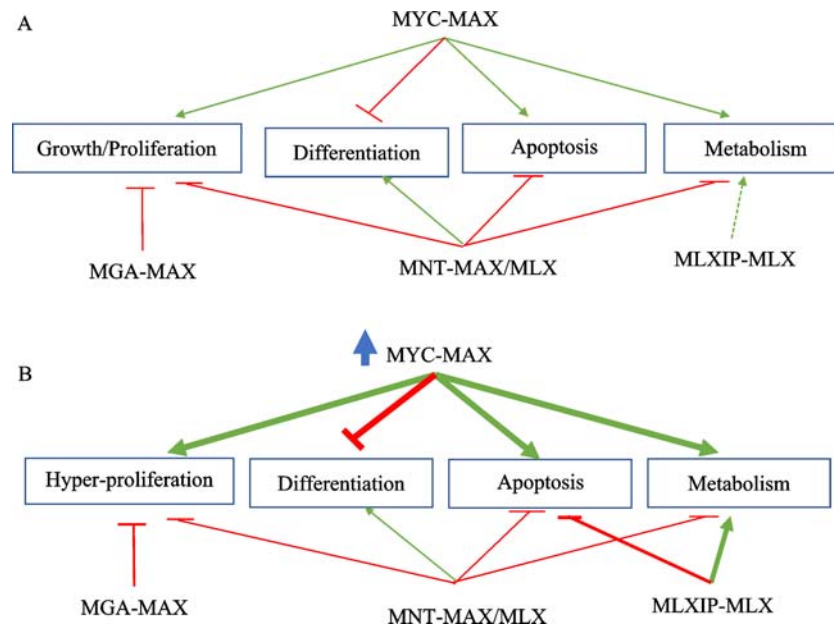 A
MYC-MAX
Growth/Proliferation
Differentiation
Apoptosis
Metabolism
MGA-MAX
MNT-MAX/MLX
MLXIP-MLX
B
MYC-MAX
Hyper-proliferation
Differentiation
Apoptosis
Metabolism
MGA-MAX
MNT-MAX/MLX
MLXIP-MLX